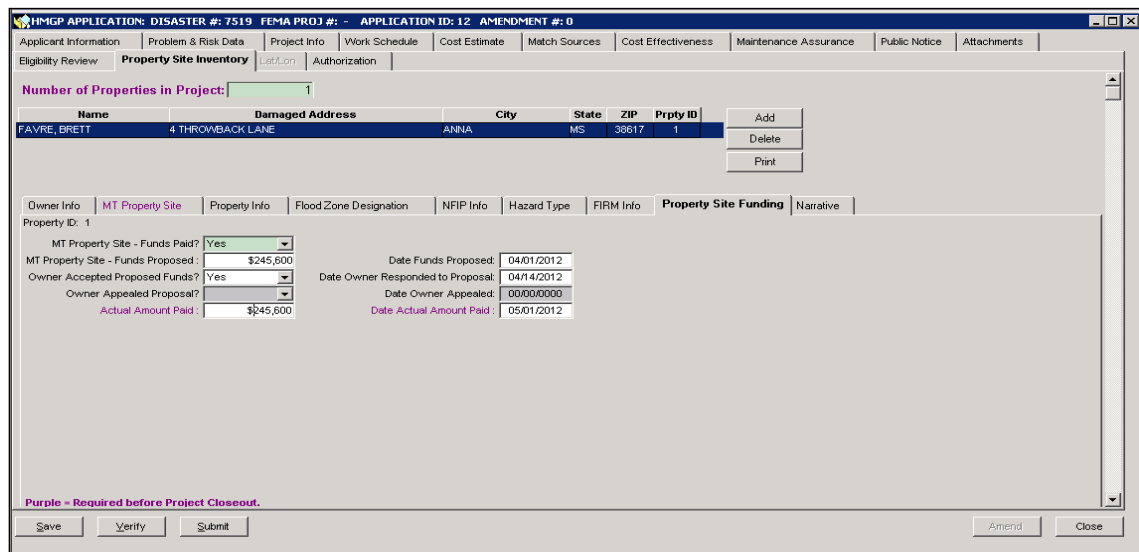 HMGP APPLICATION: DISASTER #: 7519 FEMA PROJ #: - APPLICATION ID: 12 AMENDMENT #: 0
Applicant Information Problem & Risk Data Project Info Work Schedule Cost Estimate Match Sources Cost Effectiveness Maintenance Assurance Public Notice Attachments
Eligibility Review Property Site Inventory Lat/Lon Authorization
Number of Properties in Project: 1
Name Damaged Address City State ZIP Prpty ID
FAVRE, BRETT 4 THROWBACK LANE ANNA MS 38617 1
Add
Delete
Print
Owner Info MT Property Site Property Info Flood Zone Designation NFIP Info Hazard Type FIRM Info Property Site Funding Narrative
Property ID: 1
MT Property Site - Funds Paid? Yes
MT Property Site - Funds Proposed : $245,600 Date Funds Proposed: 04/01/2012
Owner Accepted Proposed Funds? Yes Date Owner Responded to Proposal: 04/14/2012
Owner Appealed Proposal? Date Owner Appealed: 00/00/0000
Actual Amount Paid : $245,600 Date Actual Amount Paid : 05/01/2012
Purple = Required before Project Closeout.
Save Verify Submit Amend Close